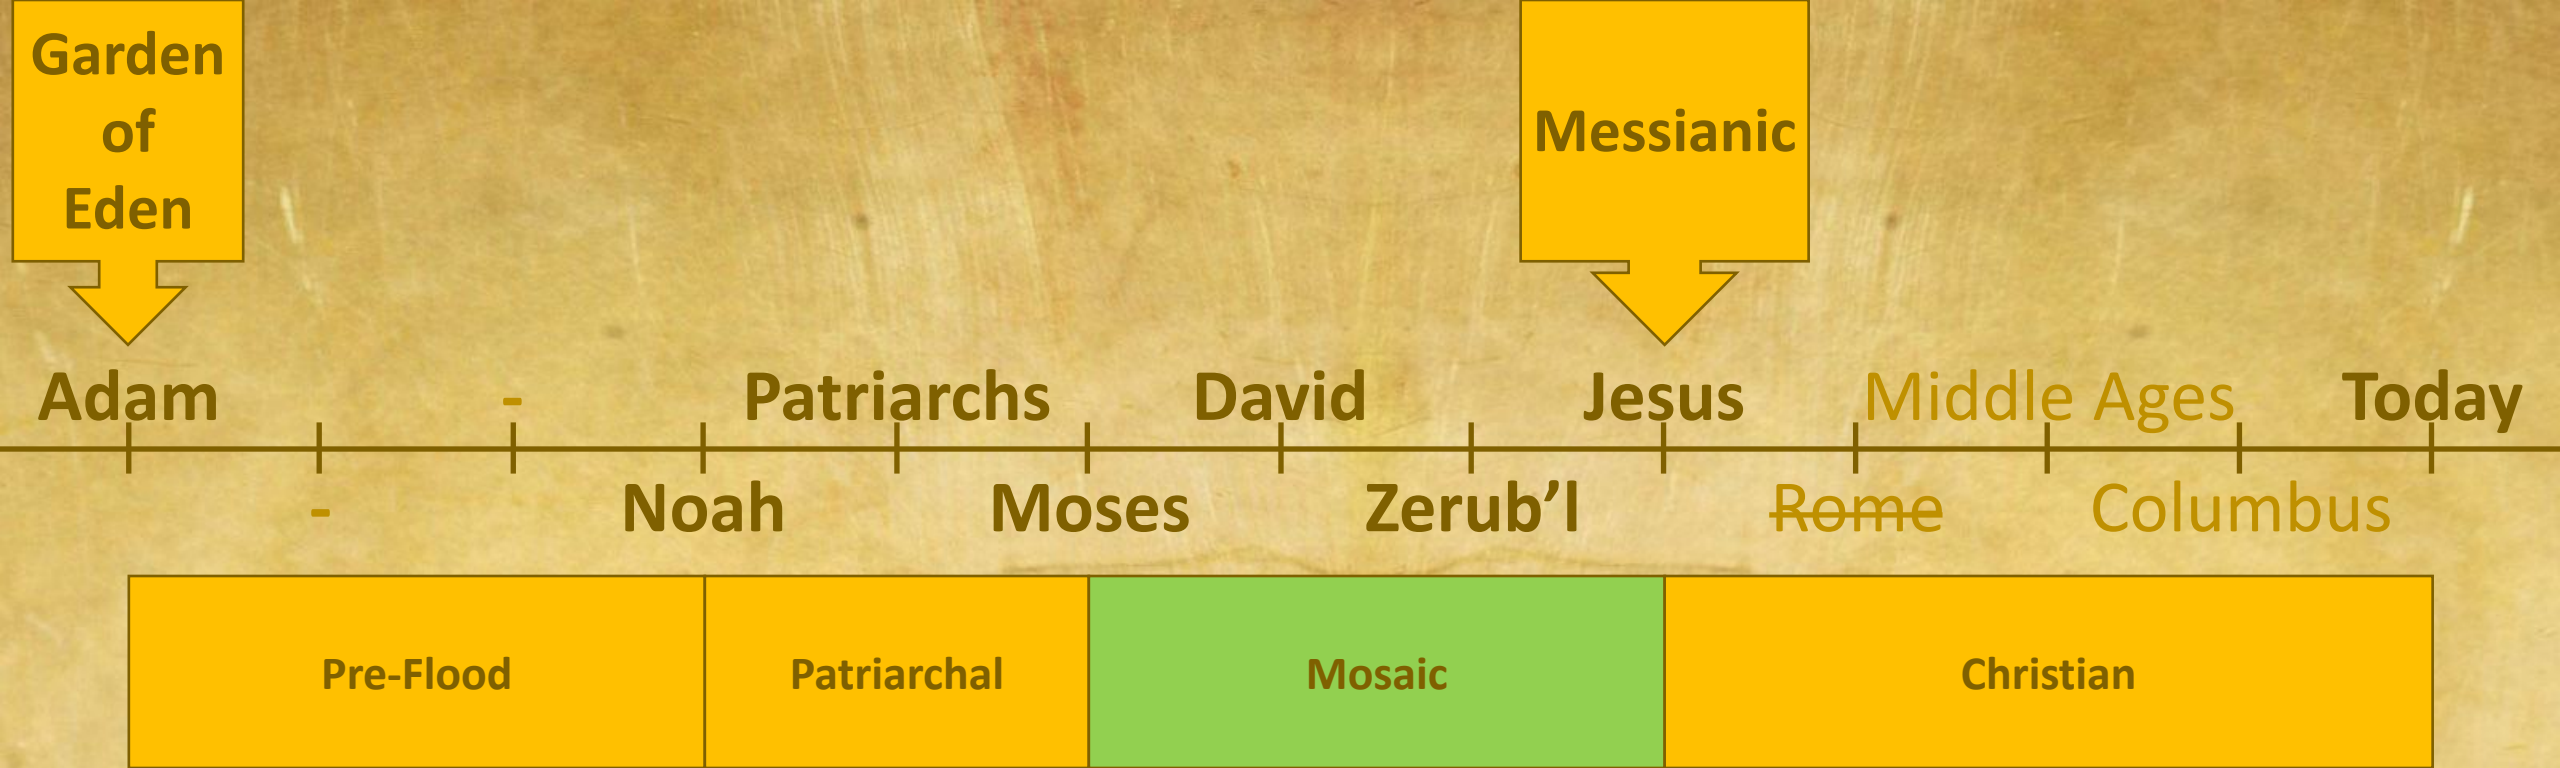 Garden
of
Eden
Messianic
Adam
-
Patriarchs
David
Jesus
Middle Ages
Today
-
Noah
Moses
Zerub’l
Rome
Columbus
Pre-Flood
Patriarchal
Mosaic
Christian